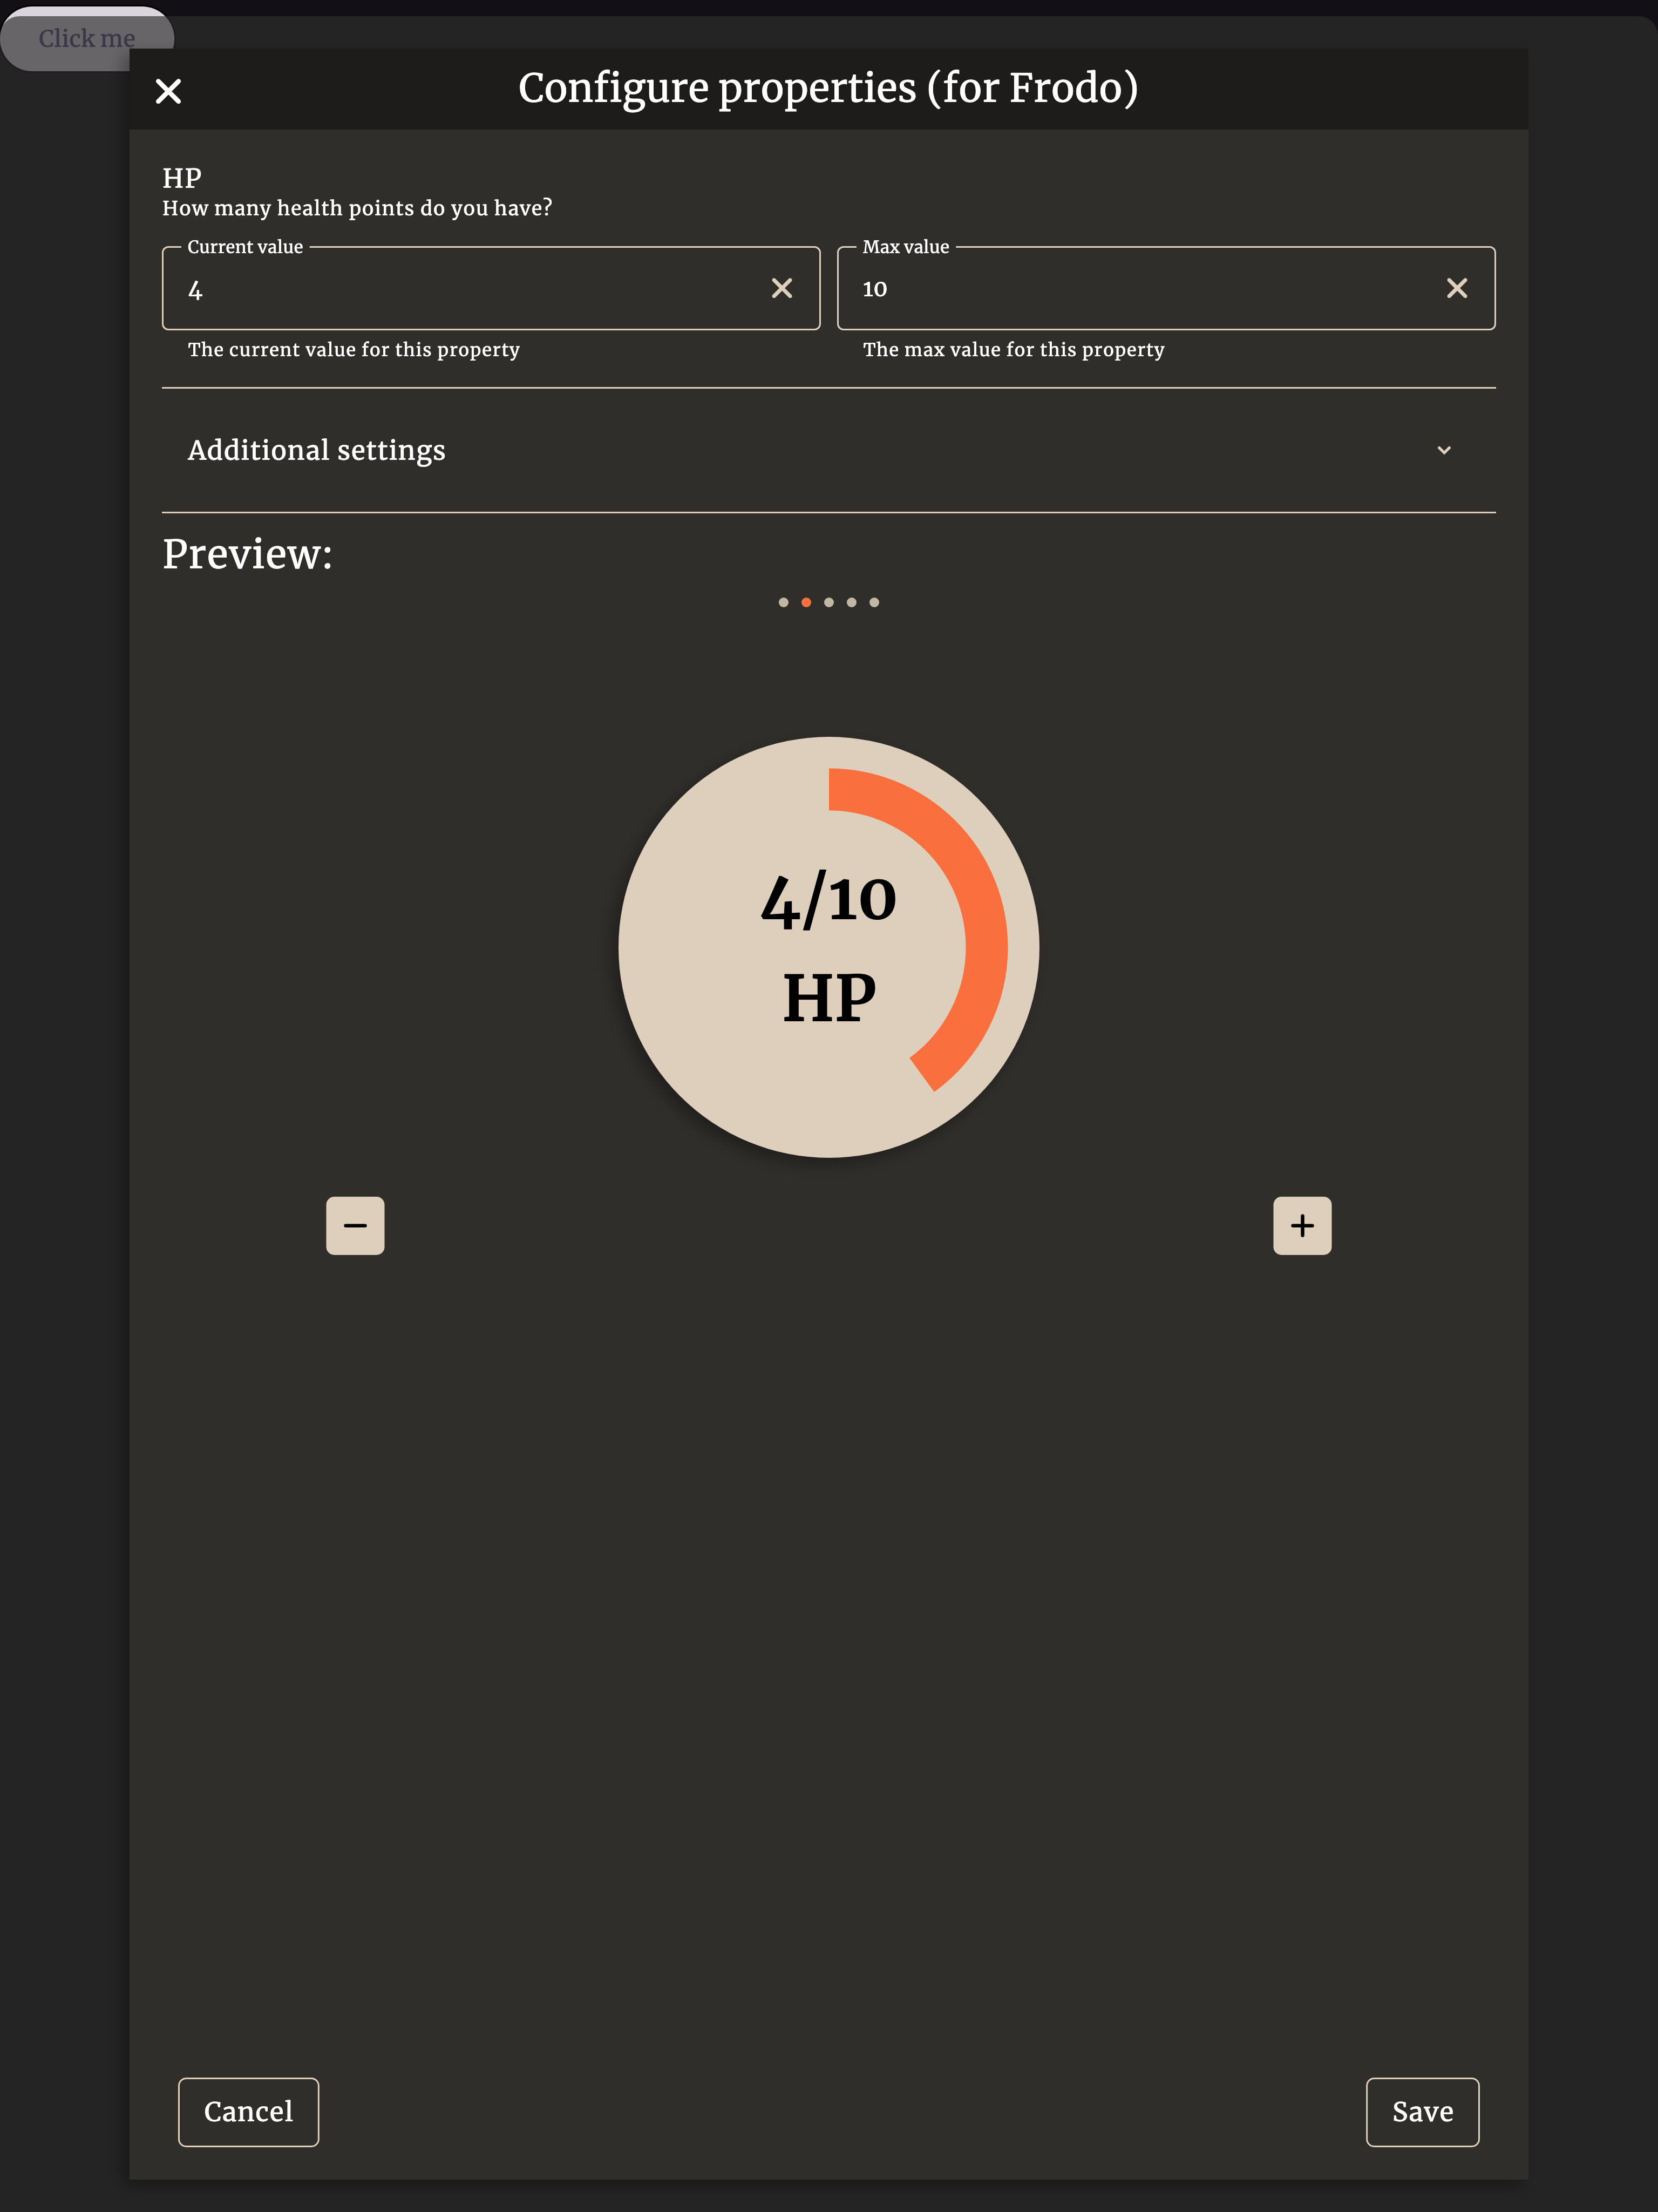 Click me
Configure properties (for Frodo)
HP
How many health points do you have?
Current value
Max value
4
10
The current value for this property
The max value for this property
Additional settings
Preview:
4/10
HP
Cancel
Save